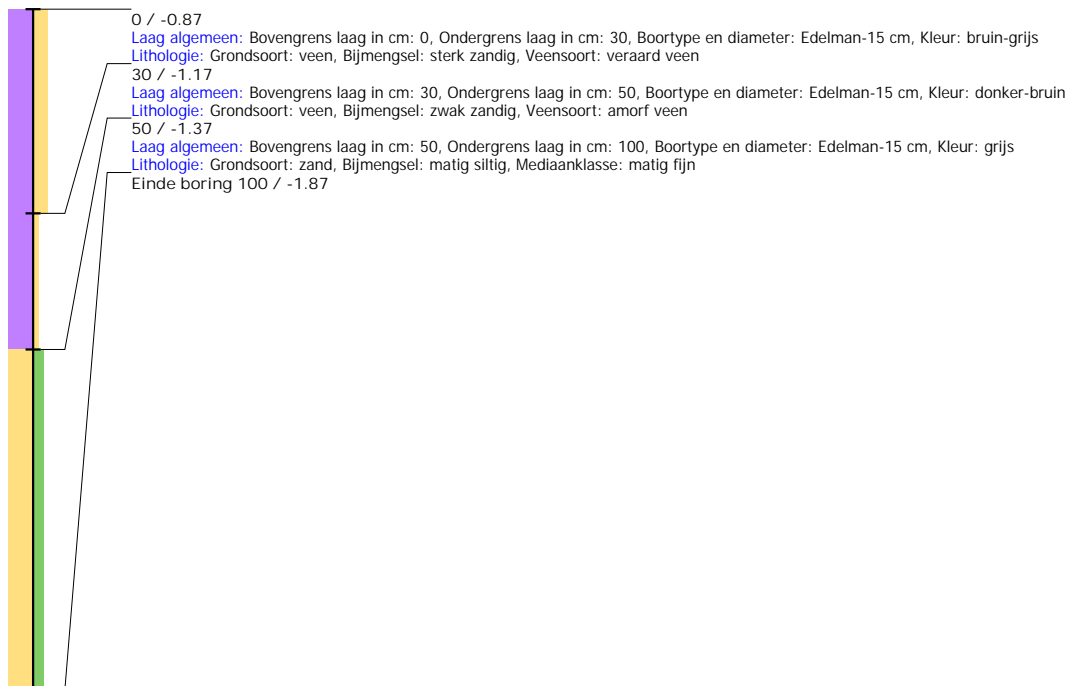 0 / -0.87
Laag algemeen: Bovengrens laag in cm: 0, Ondergrens laag in cm: 30, Boortype en diameter: Edelman-15 cm, Kleur: bruin-grijs
Lithologie: Grondsoort: veen, Bijmengsel: sterk zandig, Veensoort: veraard veen
30 / -1.17
Laag algemeen: Bovengrens laag in cm: 30, Ondergrens laag in cm: 50, Boortype en diameter: Edelman-15 cm, Kleur: donker-bruin
Lithologie: Grondsoort: veen, Bijmengsel: zwak zandig, Veensoort: amorf veen
50 / -1.37
Laag algemeen: Bovengrens laag in cm: 50, Ondergrens laag in cm: 100, Boortype en diameter: Edelman-15 cm, Kleur: grijs
Lithologie: Grondsoort: zand, Bijmengsel: matig siltig, Mediaanklasse: matig fijn
Einde boring 100 / -1.87